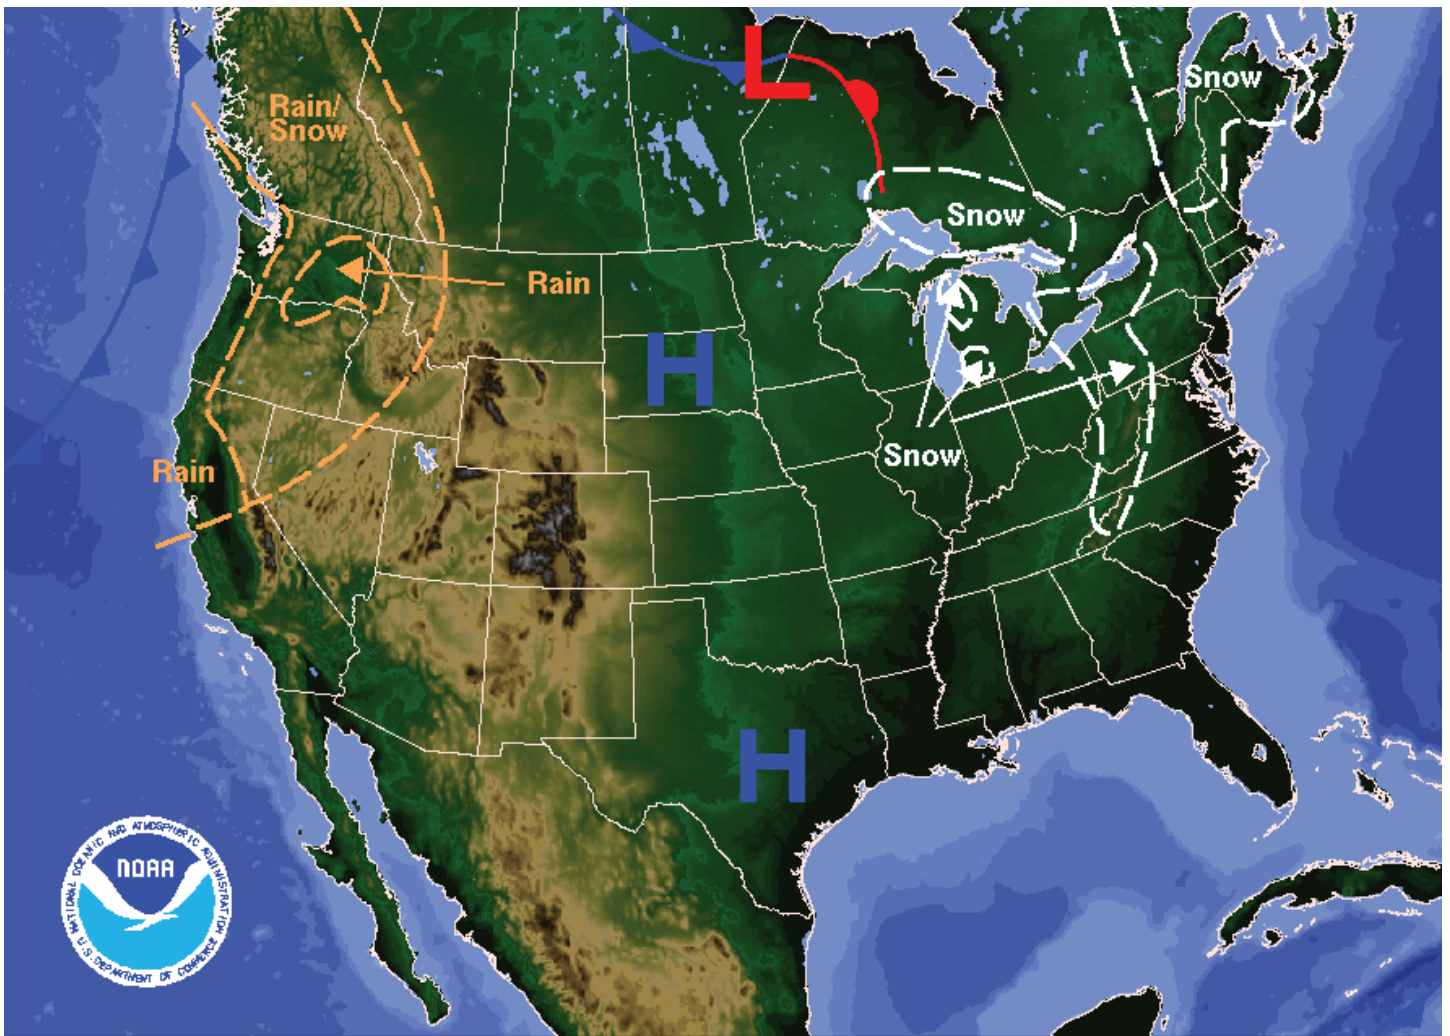 L
Snow
Rain/
Snow
Snow
Rain
H
Snow
Rain
H
NATIONAL OCEANIC AND ATMOSPHERIC ADMINISTRATION
NOAA
U.S. DEPARTMENT OF COMMERCE